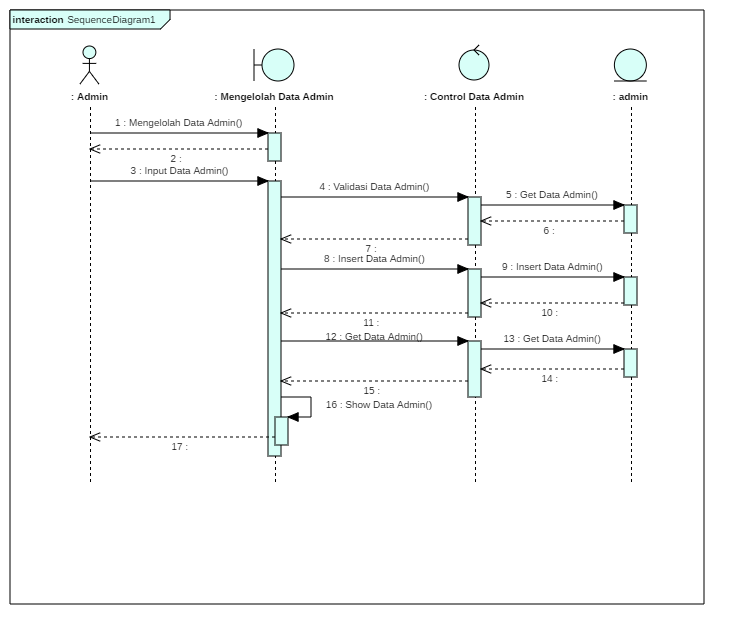 interaction SequenceDiagram1
: Admin
: Mengelolah Data Admin
: Control Data Admin
: admin
1 : Mengelolah Data Admin()
2 :
3 : Input Data Admin()
4 : Validasi Data Admin()
5 : Get Data Admin()
6 :
7 :
8 : Insert Data Admin()
9 : Insert Data Admin()
10 :
11 :
12 : Get Data Admin()
13 : Get Data Admin()
14 :
15 :
16 : Show Data Admin()
17 :